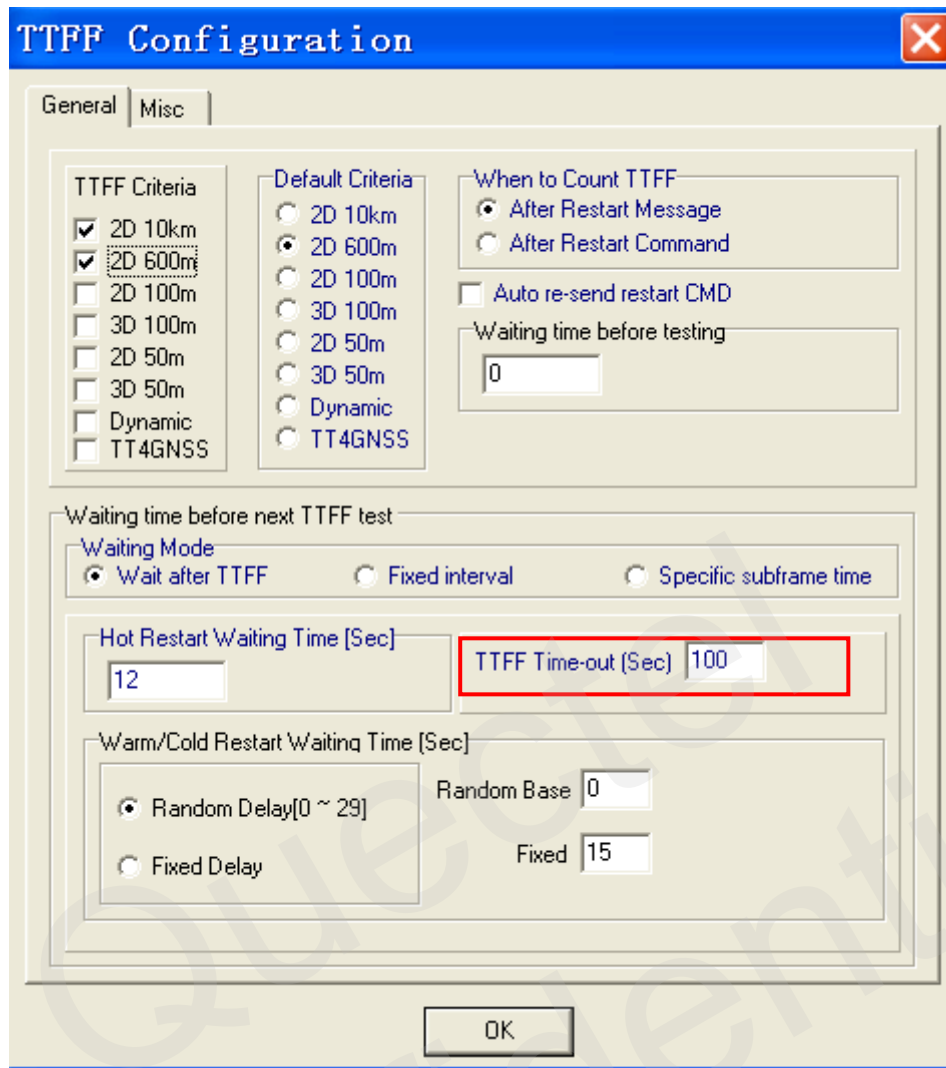 TTFF Configuration
General
Misc
TTFF Criteria
2D 10km
2D 600m
2D 100m
3D 100m
2D 50m
3D 50m
Dynamic
TT4GNSS
Default Criteria
2D 10km
2D 600m
2D 100m
3D 100m
2D 50m
3D 50m
Dynamic
TT4GNSS
When to Count TTFF
After Restart Message
After Restart Command
Auto re-send restart CMD
Waiting time before testing
0
Waiting time before next TTFF test
Waiting Mode
Wait after TTFF
Fixed interval
Specific subframe time
Hot Restart Waiting Time [Sec]
12
TTFF Time-out (Sec) 100
Warm/Cold Restart Waiting Time [Sec]
Random Delay[0 ~ 29]
Fixed Delay
Random Base 0
Fixed 15
OK
Quectel